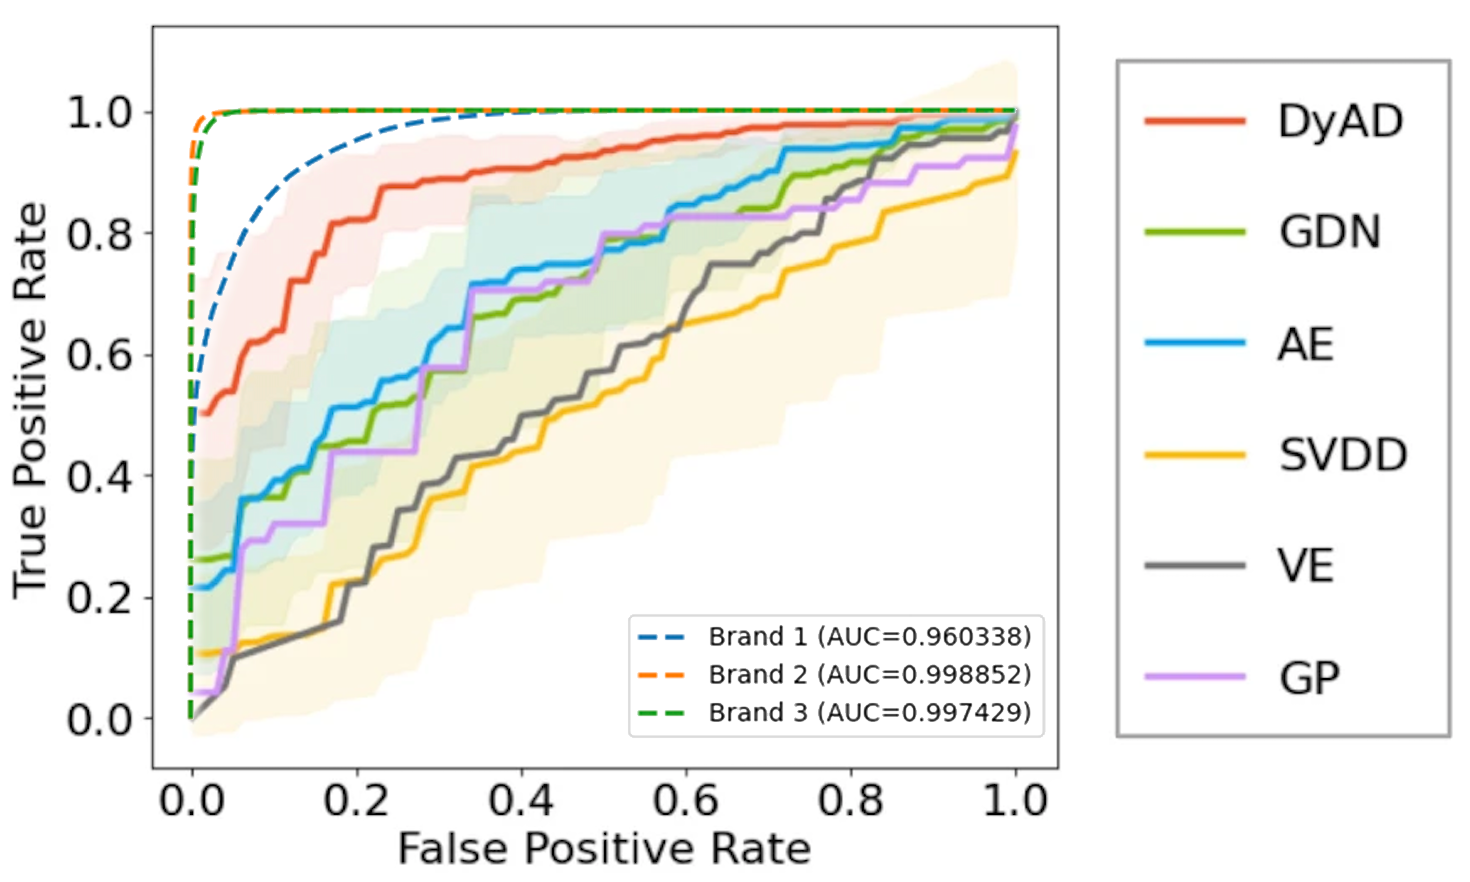 True Positive Rate
1.0
0.8
0.6
0.4
0.2
0.0
0.0 0.2 0.4 0.6 0.8 1.0
False Positive Rate
Brand 1 (AUC=0.960338)
Brand 2 (AUC=0.998852)
Brand 3 (AUC=0.997429)
DyAD
GDN
AE
SVDD
VE
GP